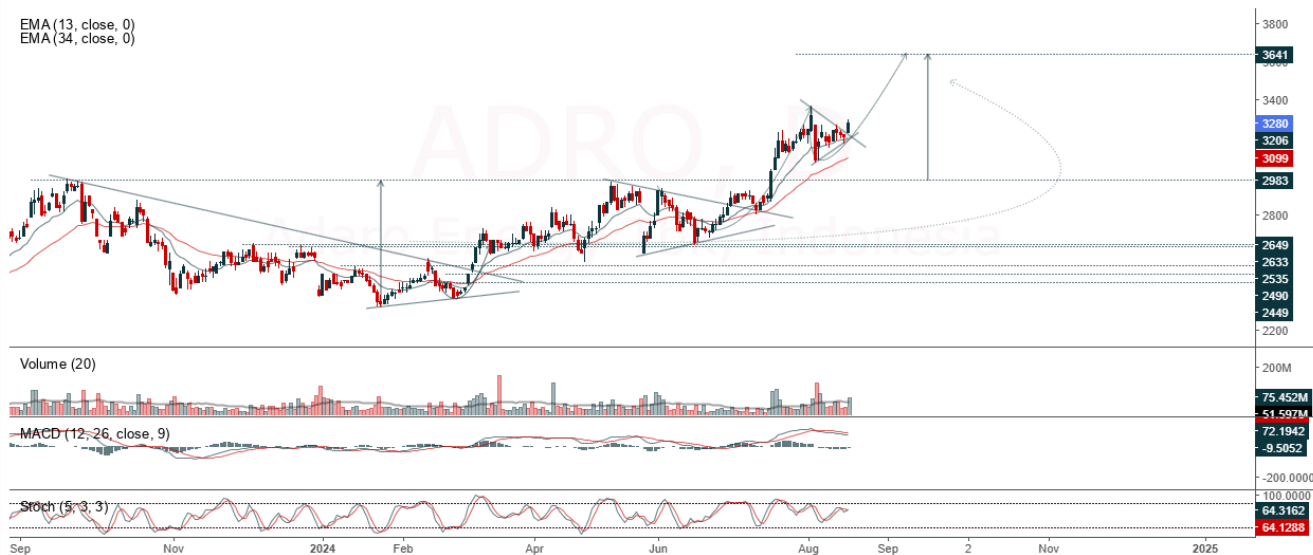 EMA (13, close, 0)
EMA (34, close, 0)
ADRO, D
3800
3641
3400
3280
3206
3099
2983
2800
2649
2633
2535
2490
2449
2200
Volume (20)
200M
75.452M
51.597M
MACD (12, 26, close, 9)
72.1942
-9.5052
-200.0000
Stoch (5, 3, 3)
100.0000
64.3162
64.1288
Sep Nov 2024 Feb Apr Jun Aug Sep 2 Nov 2025